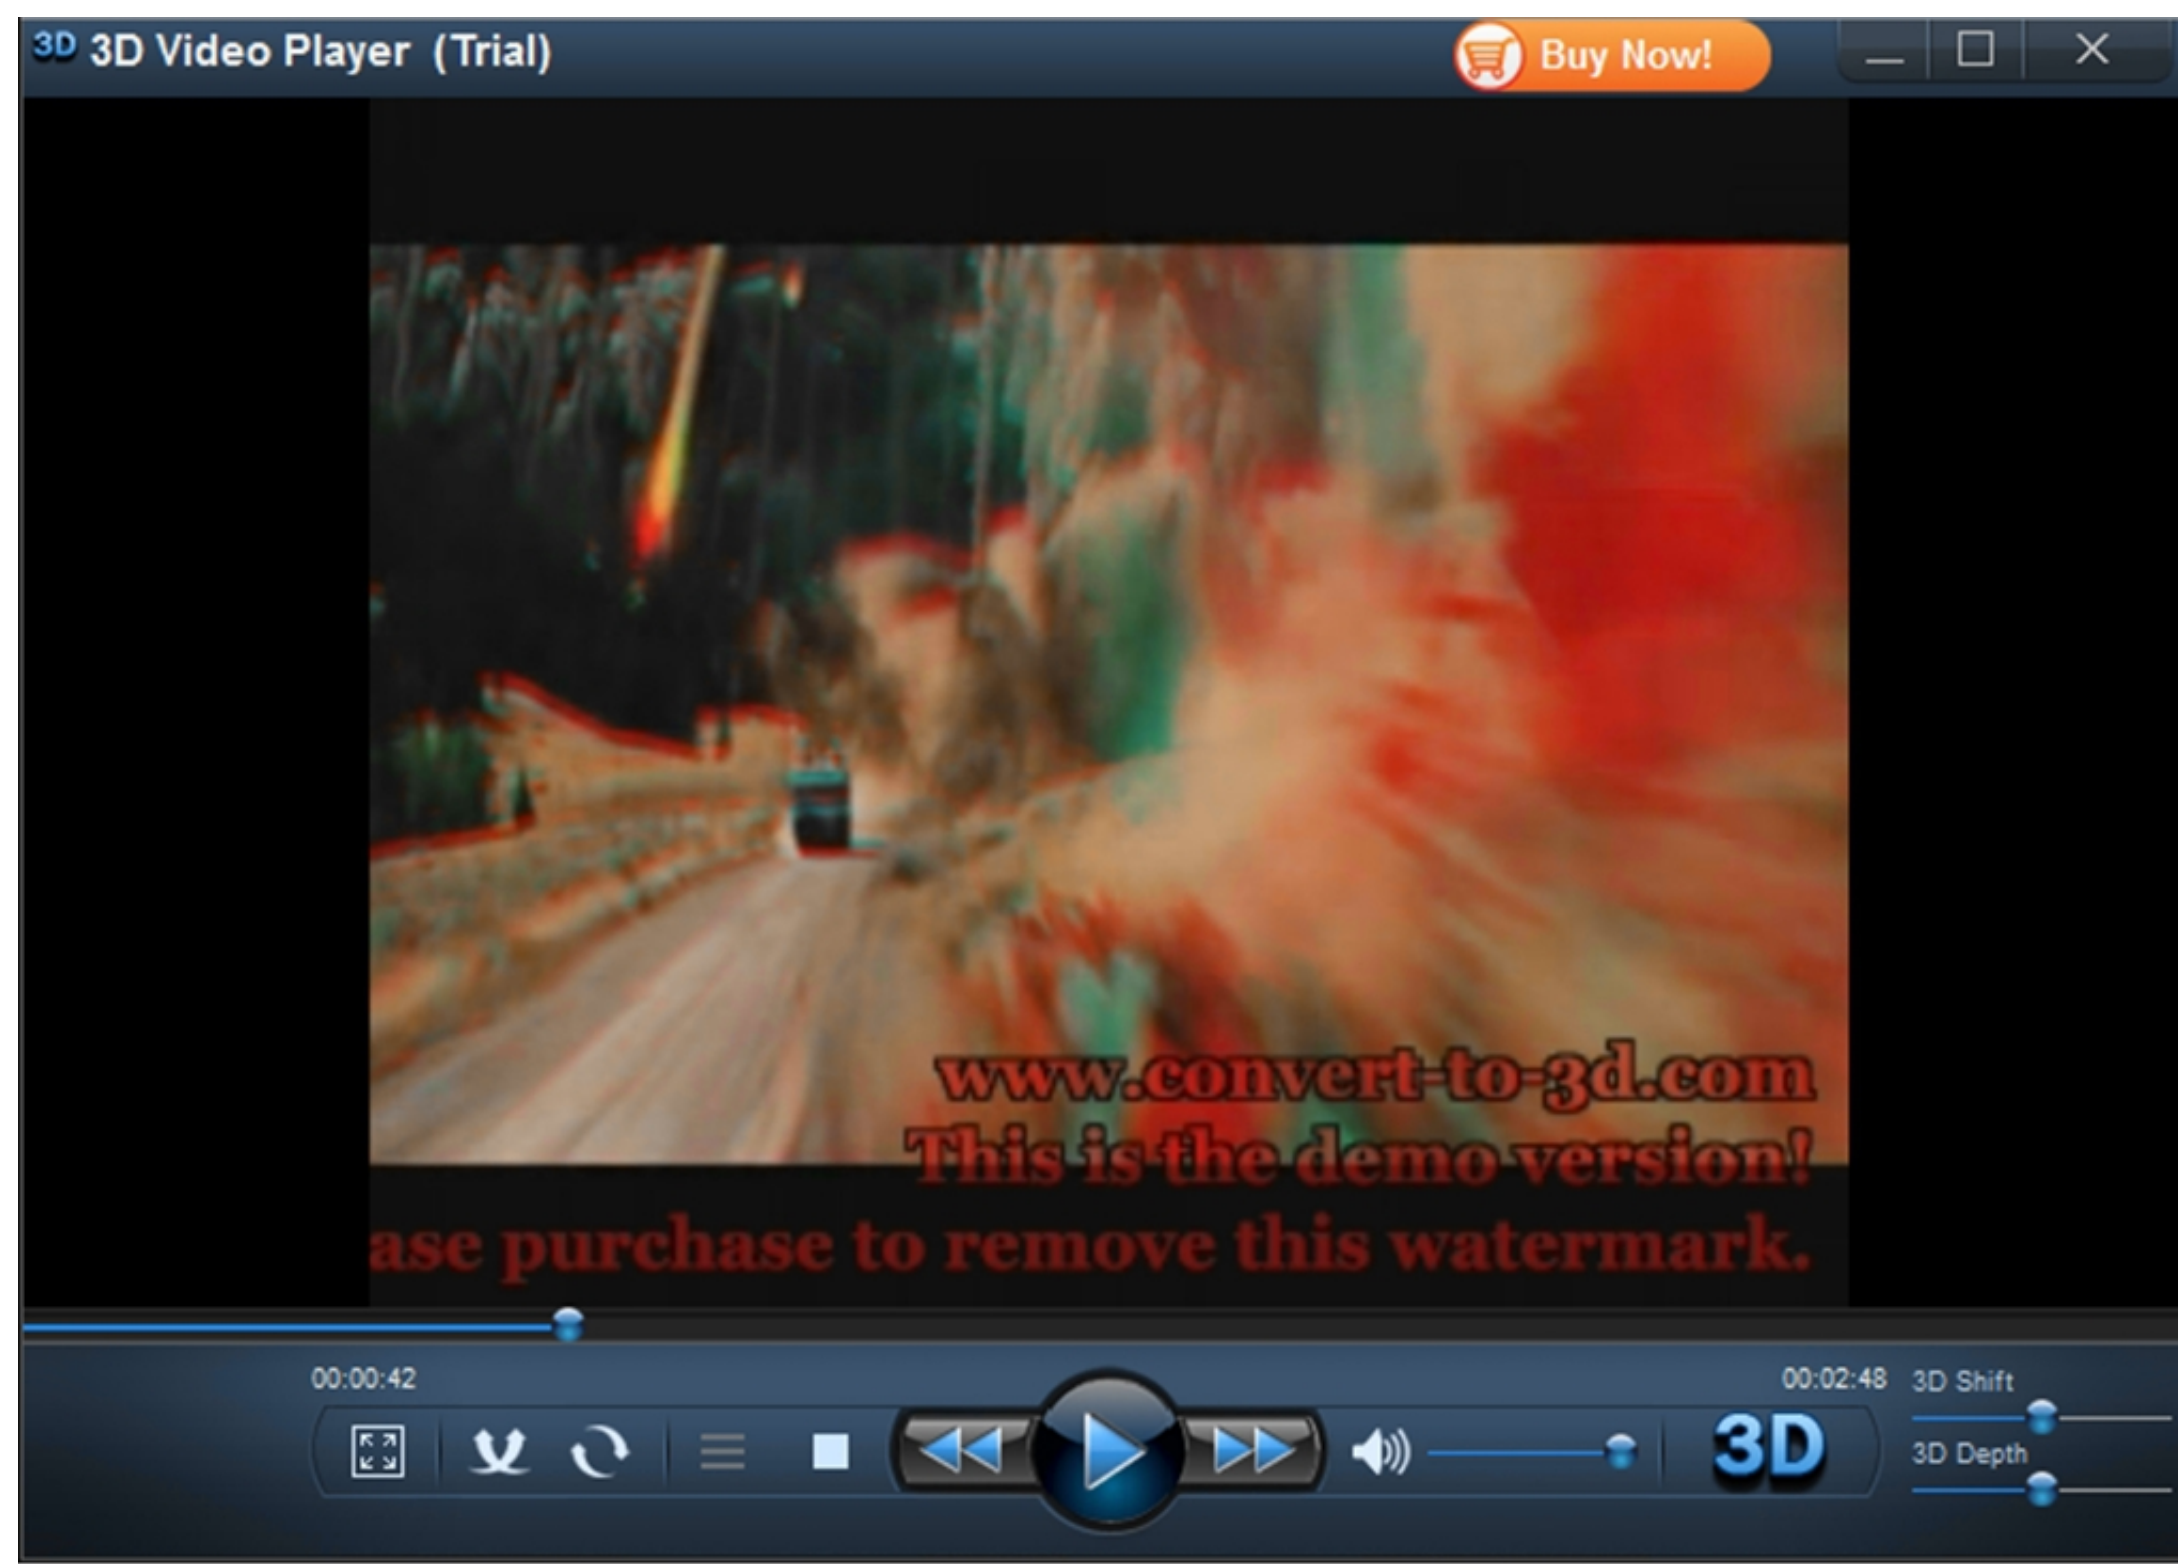 3D 3D Video Player (Trial)
Buy Now!
www.convert-to-3d.com
This is the demo version!
ase purchase to remove this watermark.
00:00:42
00:02:48
3D Shift
3D
3D Depth